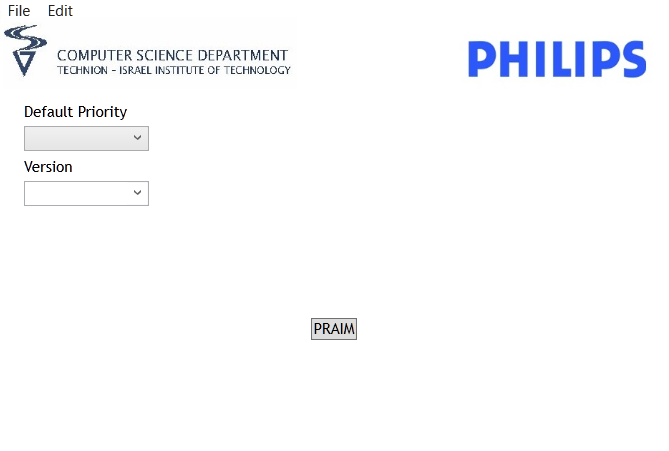 File Edit
COMPUTER SCIENCE DEPARTMENT
TECHNION - ISRAEL INSTITUTE OF TECHNOLOGY
PHILIPS
Default Priority
Version
PRAIM